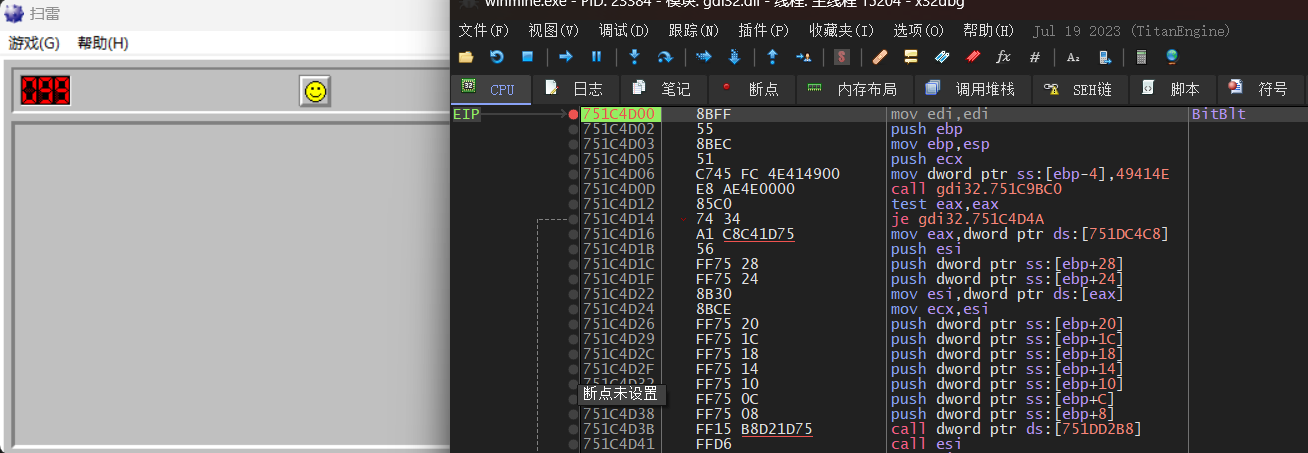 扫雷
游戏(G) 帮助(H)
winmine.exe - PID: 23384 - 模块: gdi32.dll - 线程: 主线程 15204 - x32dbg
文件(F) 视图(V) 调试(D) 跟踪(N) 插件(P) 收藏夹(I) 选项(O) 帮助(H) Jul 19 2023 (TitanEngine)
CPU 日志 笔记 断点 内存布局 调用堆栈 SEH链 脚本 符号
EIP 751C4D00 8BFF mov edi,edi BitBlt
751C4D02 55 push ebp
751C4D03 8BEC mov ebp,esp
751C4D05 51 push ecx
751C4D06 C745 FC 4E414900 mov dword ptr ss:[ebp-4],49414E
751C4D0D E8 AE4E0000 call gdi32.751C9BC0
751C4D12 85C0 test eax,eax
751C4D14 74 34 je gdi32.751C4D4A
751C4D16 A1 C8C41D75 mov eax,dword ptr ds:[751DC4C8]
751C4D1B 56 push esi
751C4D1C FF75 28 push dword ptr ss:[ebp+28]
751C4D1F FF75 24 push dword ptr ss:[ebp+24]
751C4D22 8B30 mov esi,dword ptr ds:[eax]
751C4D24 8BCE mov ecx,esi
751C4D26 FF75 20 push dword ptr ss:[ebp+20]
751C4D29 FF75 1C push dword ptr ss:[ebp+1C]
751C4D2C FF75 18 push dword ptr ss:[ebp+18]
751C4D2F FF75 14 push dword ptr ss:[ebp+14]
751C4D32 FF75 10 push dword ptr ss:[ebp+10]
断点未设置 FF75 0C push dword ptr ss:[ebp+C]
751C4D38 FF75 08 push dword ptr ss:[ebp+8]
751C4D3B FF15 B8D21D75 call dword ptr ds:[751DD2B8]
751C4D41 FFD6 call esi